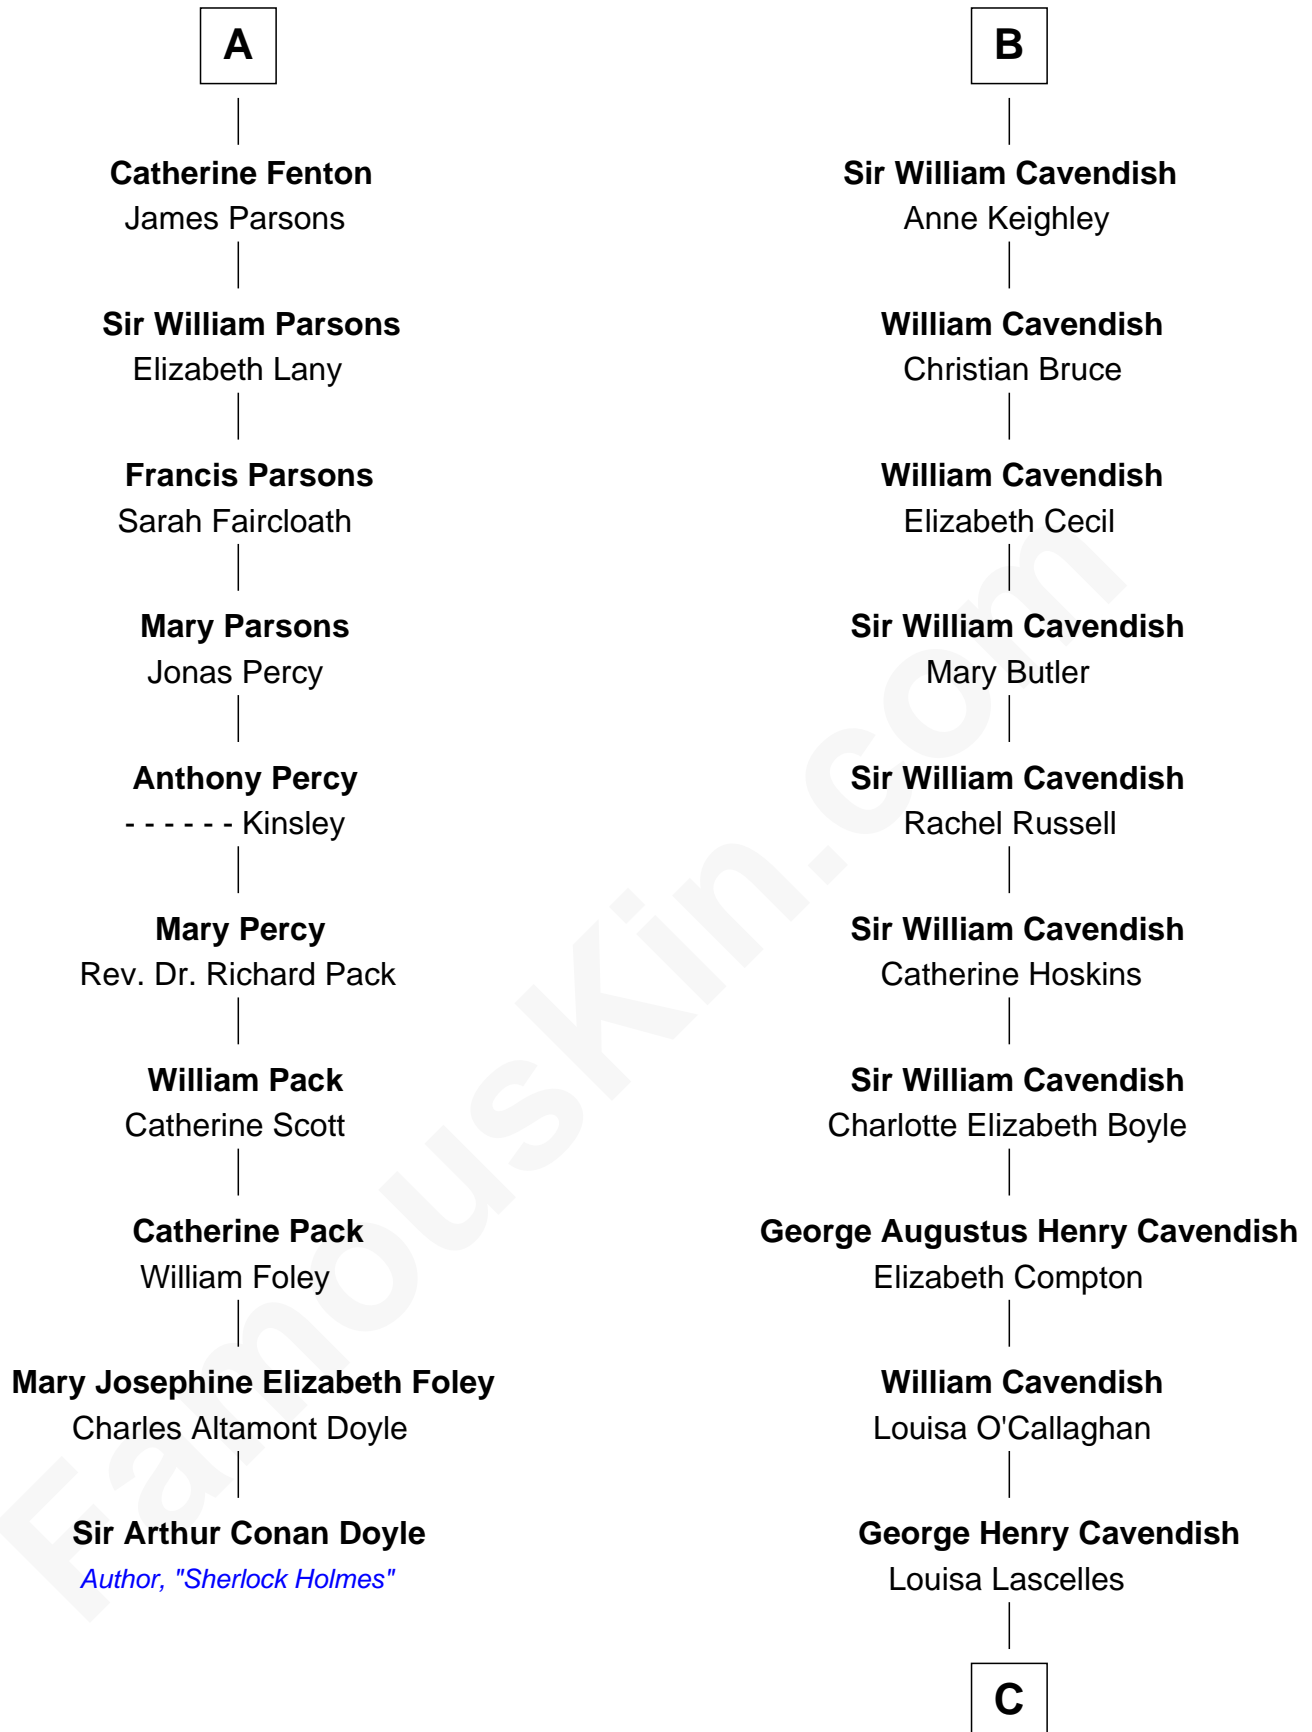 A
Catherine Fenton
James Parsons
Sir William Parsons
Elizabeth Lany
Francis Parsons
Sarah Faircloath
Mary Parsons
Jonas Percy
Anthony Percy
- - - - - - Kinsley
Mary Percy
Rev. Dr. Richard Pack
William Pack
Catherine Scott
Catherine Pack
William Foley
Mary Josephine Elizabeth Foley
Charles Altamont Doyle
Sir Arthur Conan Doyle
Author, "Sherlock Holmes"
B
Sir William Cavendish
Anne Keighley
William Cavendish
Christian Bruce
William Cavendish
Elizabeth Cecil
Sir William Cavendish
Mary Butler
Sir William Cavendish
Rachel Russell
Sir William Cavendish
Catherine Hoskins
Sir William Cavendish
Charlotte Elizabeth Boyle
George Augustus Henry Cavendish
Elizabeth Compton
William Cavendish
Louisa O'Callaghan
George Henry Cavendish
Louisa Lascelles
C
FamousKin.com